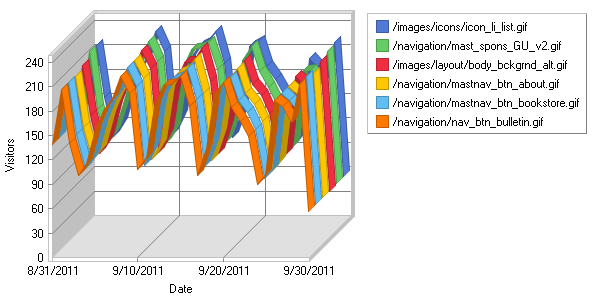 240
210
180
150
120
90
60
30
0
Visitors
8/31/2011
9/10/2011
9/20/2011
9/30/2011
Date
/images/icons/icon_li_list.gif
/navigation/mast_spons_GU_v2.gif
/images/layout/body_bckgrnd_alt.gif
/navigation/mastnav_btn_about.gif
/navigation/mastnav_btn_bookstore.gif
/navigation/nav_btn_bulletin.gif